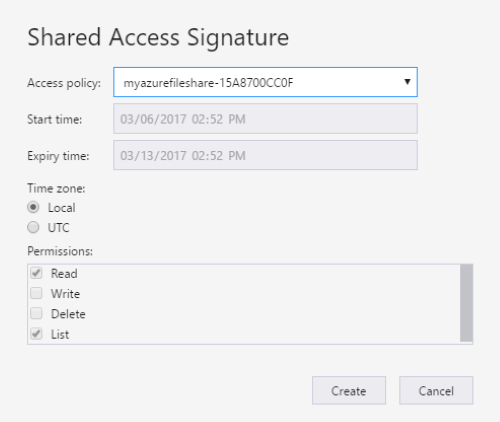 Shared Access Signature
Access policy: myazurefileshare-15A8700CC0F
Start time: 03/06/2017 02:52 PM
Expiry time: 03/13/2017 02:52 PM
Time zone:
Local
UTC
Permissions:
Read
Write
Delete
List
Create Cancel